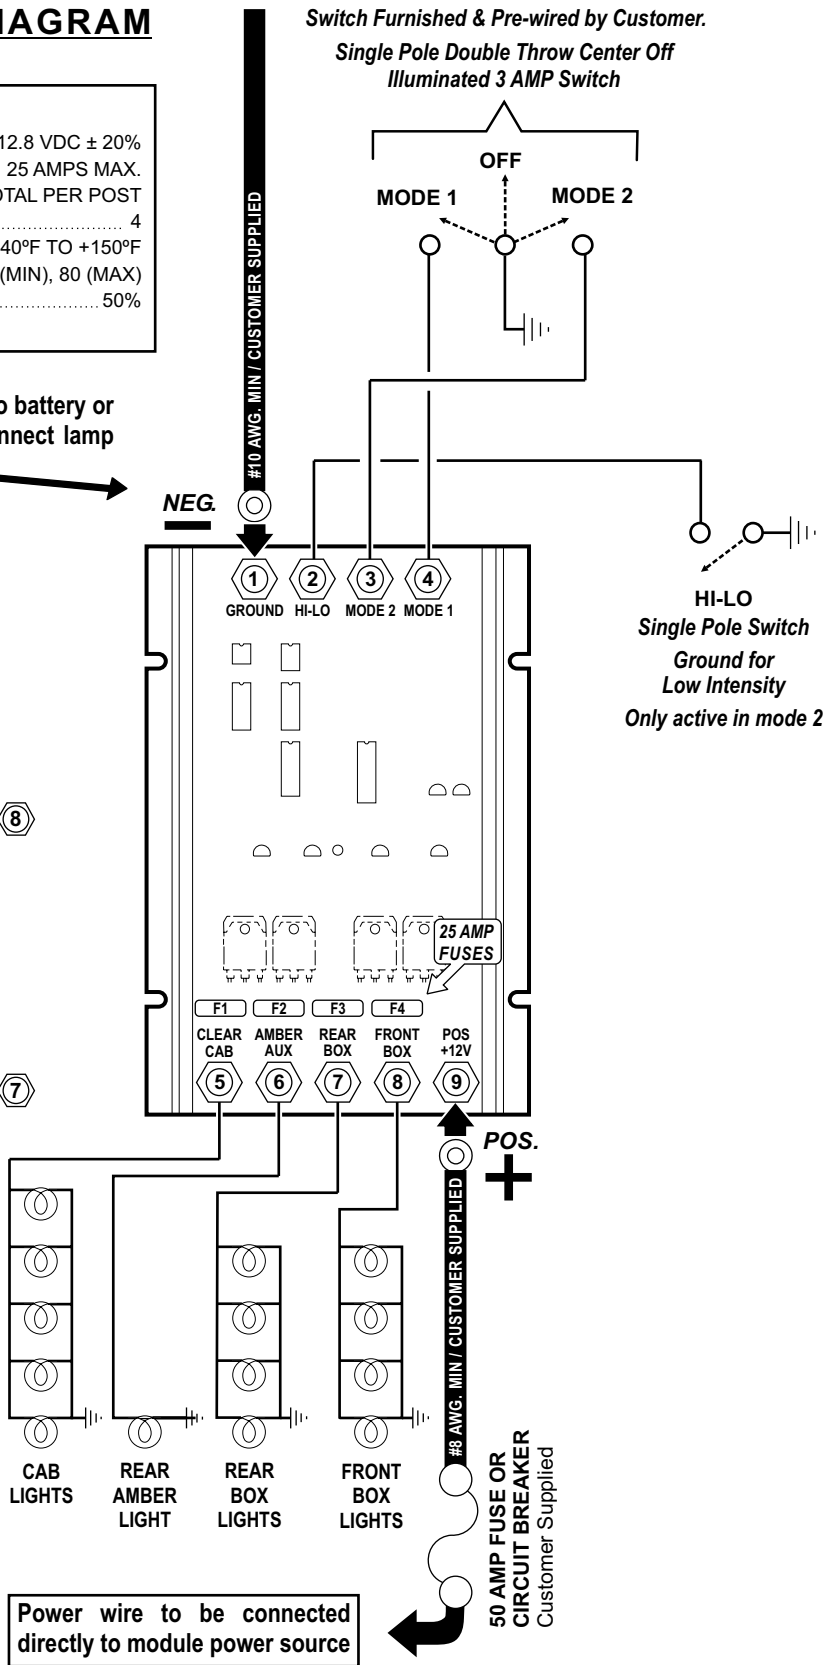 IAGRAM
Switch Furnished & Pre-wired by Customer.
Single Pole Double Throw Center Off
Illuminated 3 AMP Switch
12.8 VDC ± 20%
25 AMPS MAX.
OTAL PER POST
4
40ºF TO +150ºF
(MIN), 80 (MAX)
50%
OFF
MODE 1
MODE 2
#10 AWG. MIN / CUSTOMER SUPPLIED
o battery or
nnect lamp
NEG.
1
2
3
4
GROUND
HI-LO
MODE 2
MODE 1
HI-LO
Single Pole Switch
Ground for
Low Intensity
Only active in mode 2
8
25 AMP
FUSES
F1
F2
F3
F4
CLEAR
CAB
AMBER
AUX
REAR
BOX
FRONT
BOX
POS
+12V
5
6
7
8
9
7
POS.
#8 AWG. MIN / CUSTOMER SUPPLIED
CAB
LIGHTS
REAR
AMBER
LIGHT
REAR
BOX
LIGHTS
FRONT
BOX
LIGHTS
50 AMP FUSE OR
CIRCUIT BREAKER
Customer Supplied
Power wire to be connected
directly to module power source